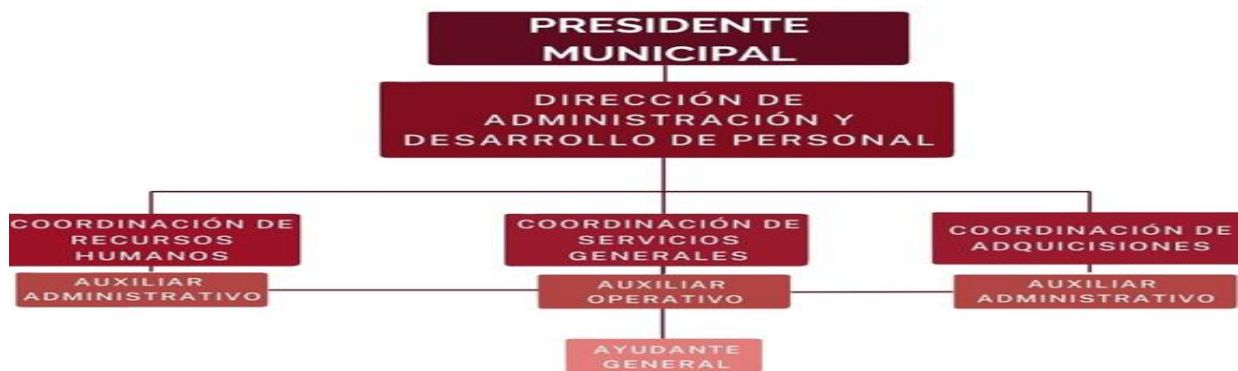 PRESIDENTE
MUNICIPAL
DIRECCIÓN DE
ADMINISTRACIÓN Y
DESARROLLO DE PERSONAL
COORDINACIÓN DE
RECURSOS
HUMANOS
COORDINACIÓN DE
SERVICIOS
GENERALES
COORDINACIÓN DE
ADQUICISIONES
AUXILIAR
ADMINISTRATIVO
AUXILIAR
OPERATIVO
AUXILIAR
ADMINISTRATIVO
AYUDANTE
GENERAL